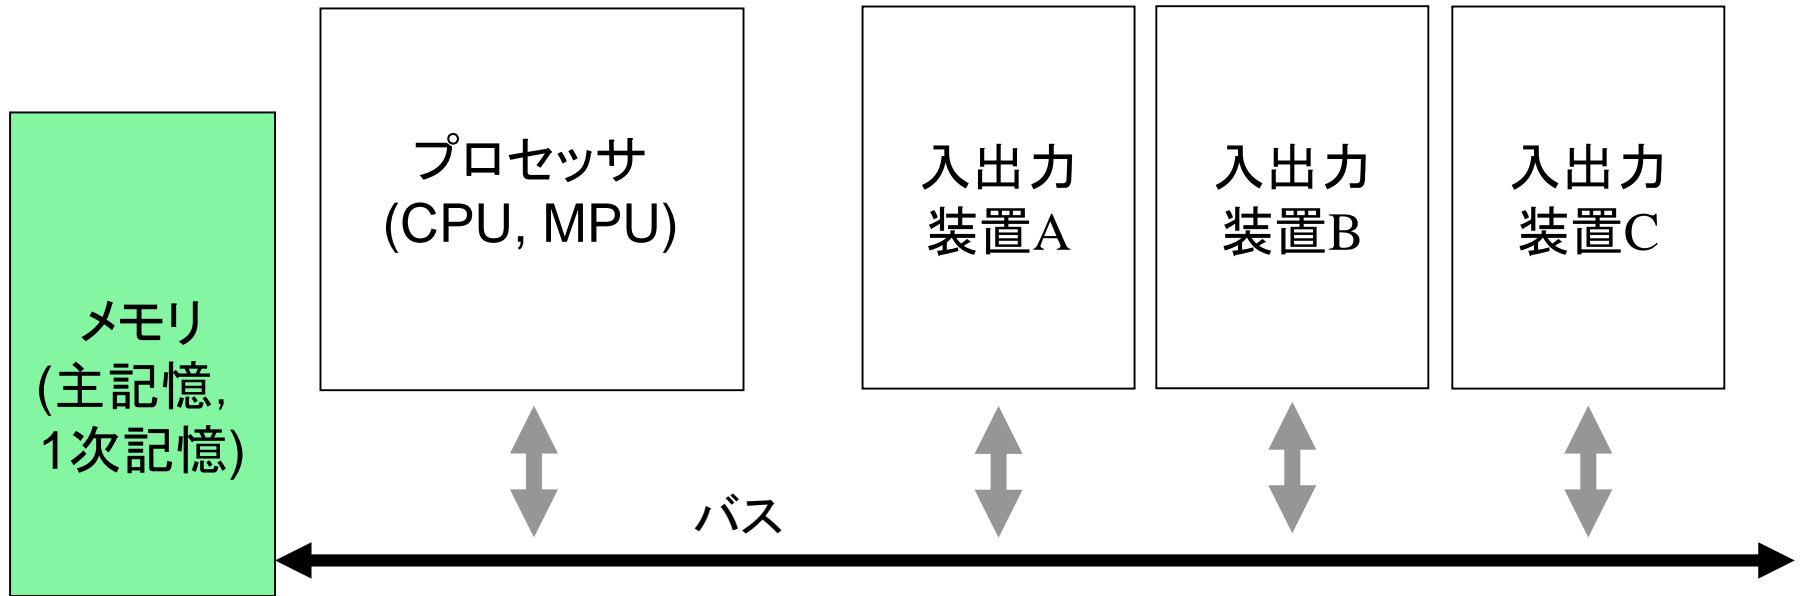 プロセッサ
(CPU, MPU)
入出力
装置A
入出力
装置B
入出力
装置C
メモリ
(主記憶,
1次記憶)
バス